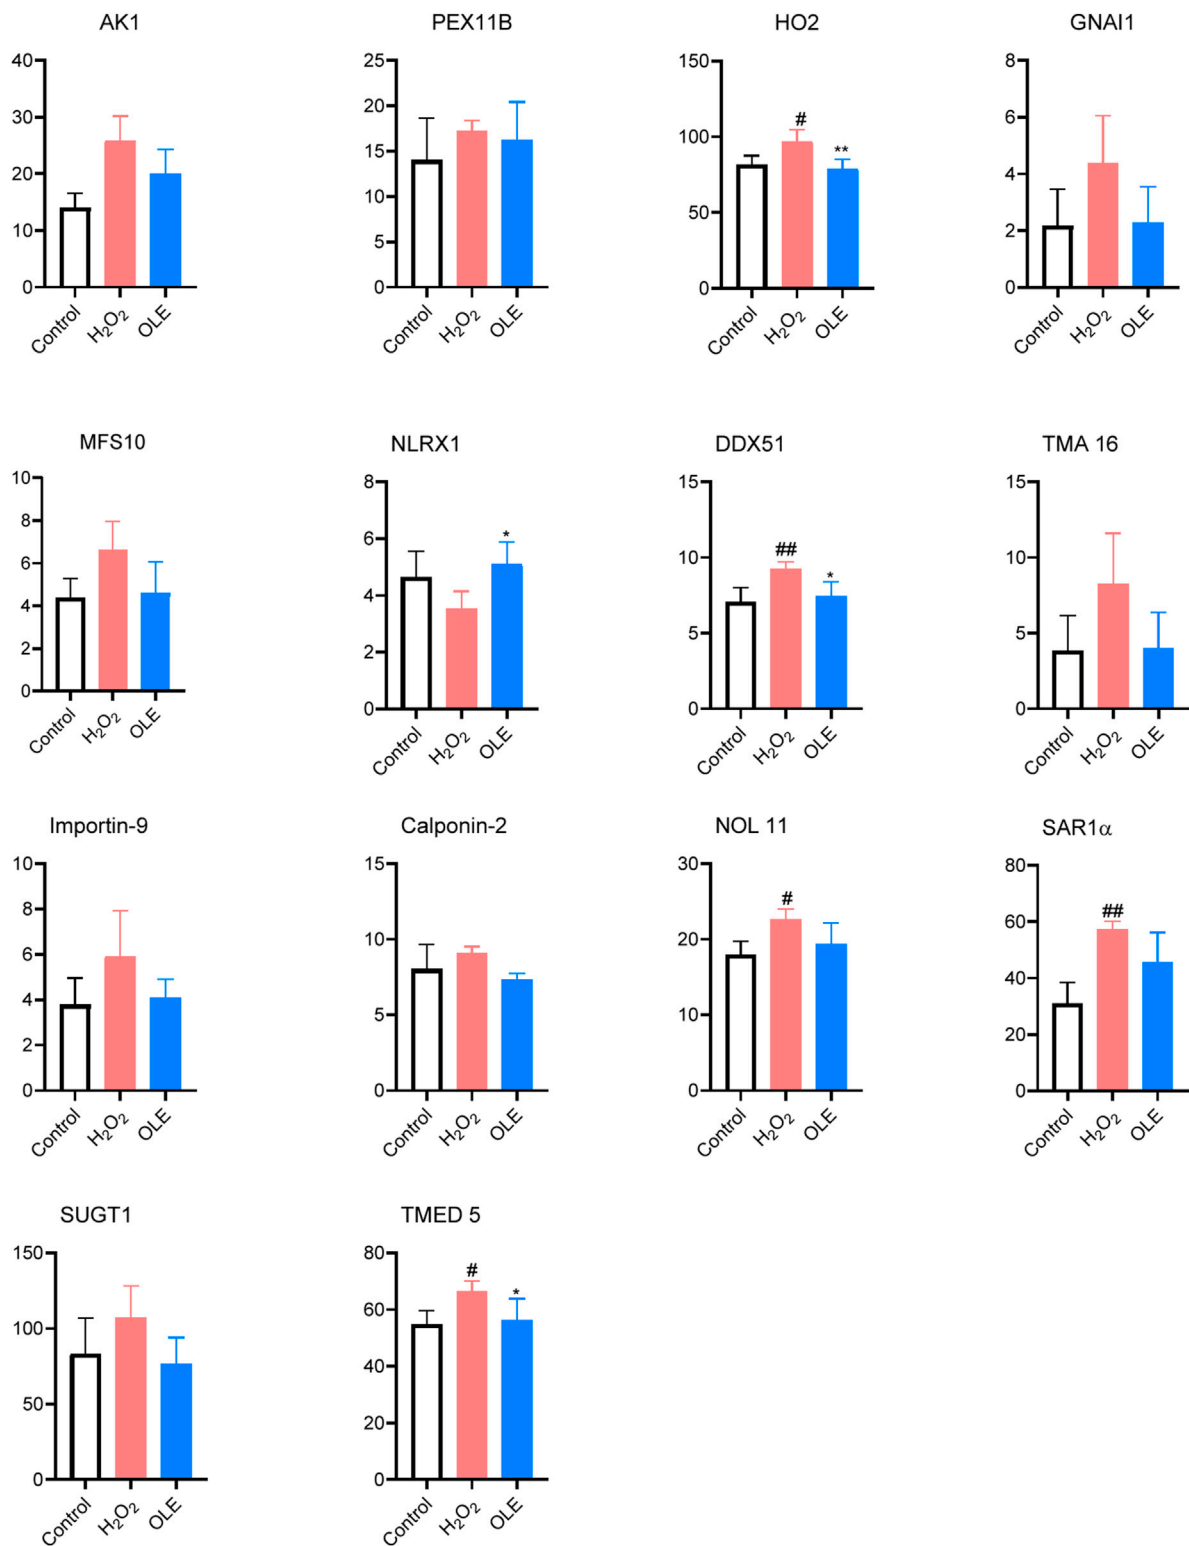 AK1
PEX11B
HO2
GNAI1
40
30
20
10
0
Control
H₂O₂
OLE
25
20
15
10
5
0
Control
H₂O₂
OLE
150
100
50
0
#
**
Control
H₂O₂
OLE
8
6
4
2
0
Control
H₂O₂
OLE
MFS10
NLRX1
DDX51
TMA 16
10
8
6
4
2
0
Control
H₂O₂
OLE
8
6
4
2
0
*
Control
H₂O₂
OLE
15
10
5
0
##
*
Control
H₂O₂
OLE
15
10
5
0
Control
H₂O₂
OLE
Importin-9
Calponin-2
NOL 11
SAR1α
10
8
6
4
2
0
Control
H₂O₂
OLE
15
10
5
0
Control
H₂O₂
OLE
30
20
10
0
#
Control
H₂O₂
OLE
80
60
40
20
0
##
Control
H₂O₂
OLE
SUGT1
TMED 5
150
100
50
0
Control
H₂O₂
OLE
80
60
40
20
0
#
*
Control
H₂O₂
OLE